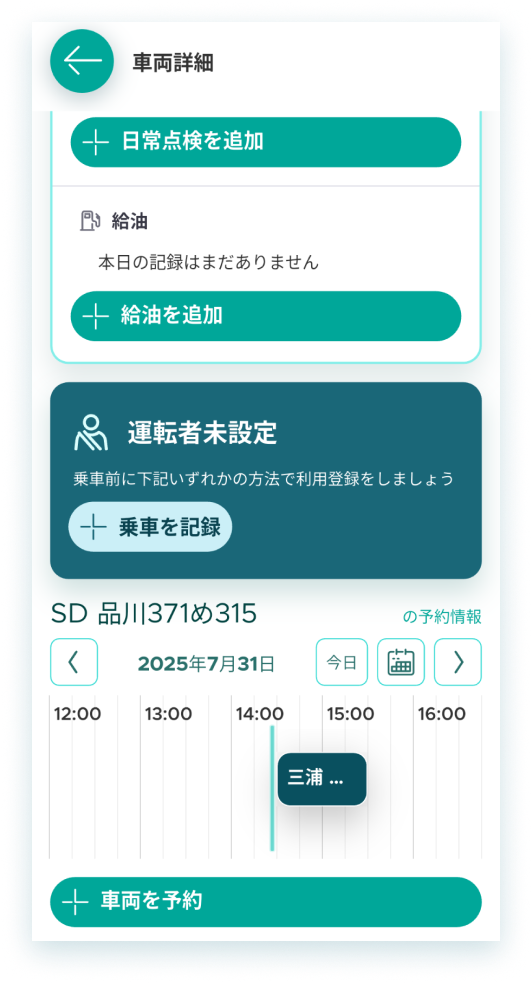 車両詳細
日常点検を追加
給油
本日の記録はまだありません
給油を追加
運転者未設定
乗車前に下記いずれかの方法で利用登録をしましょう
乗車を記録
SD 品川371め315 の予約情報
2025年7月31日 今日
12:00 13:00 14:00 15:00 16:00
三浦 ...
車両を予約